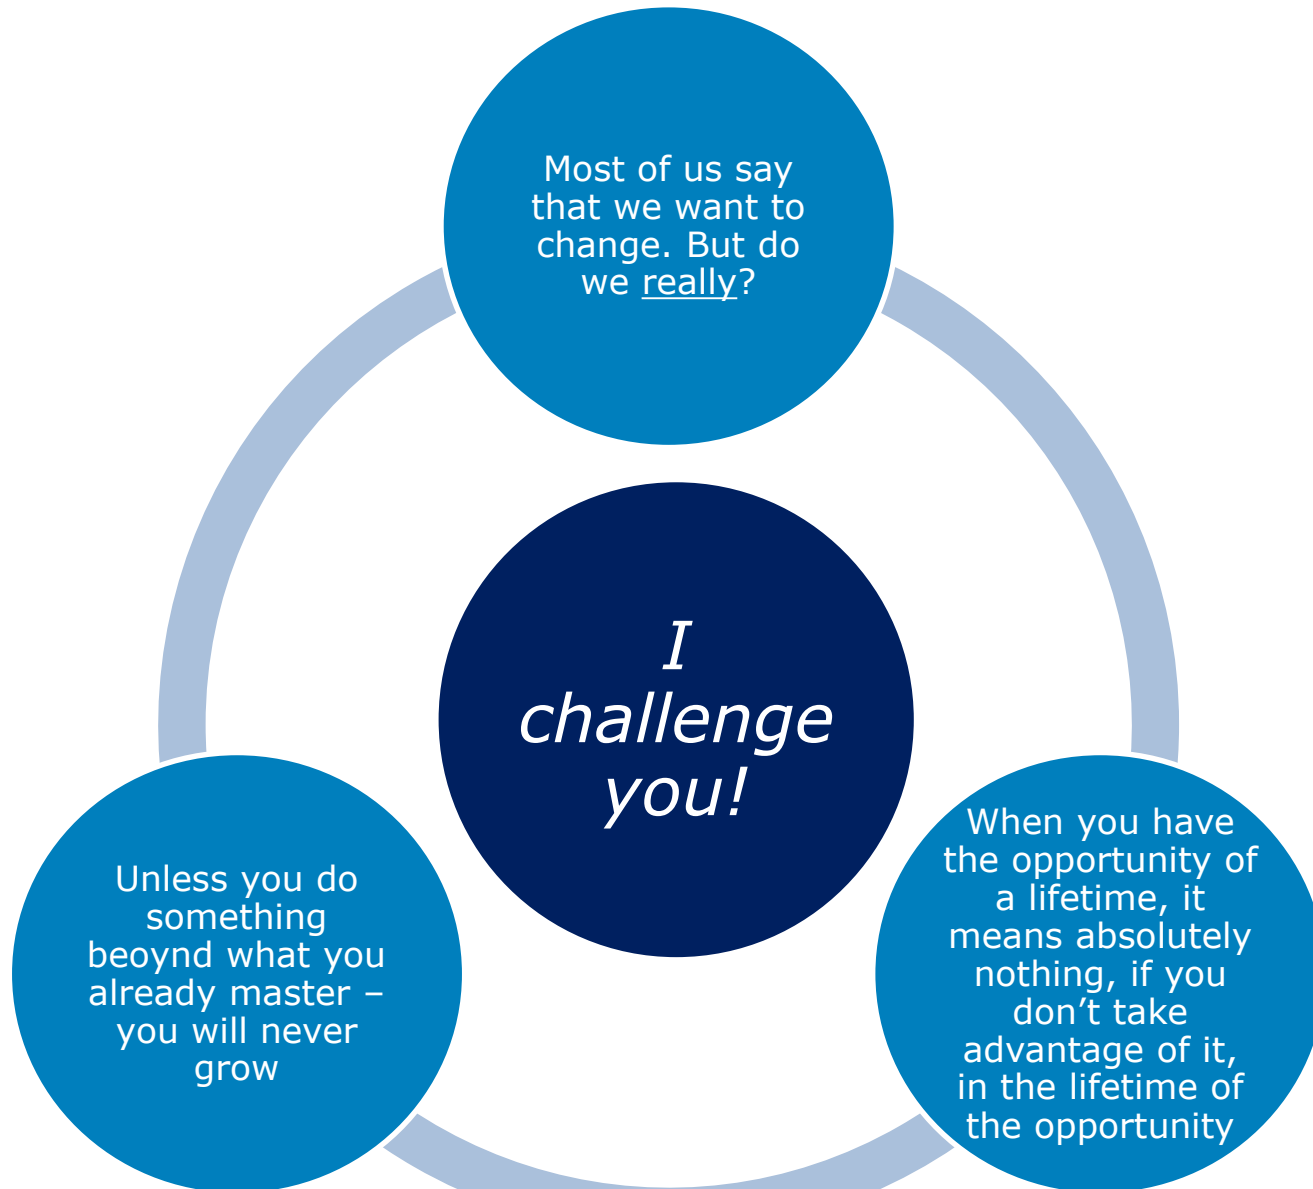 Most of us say
that we want to
change. But do
we really?
I
challenge
you!
When you have
the opportunity of
a lifetime, it
means absolutely
nothing, if you
don’t take
advantage of it,
in the lifetime of
the opportunity
Unless you do
something
beoynd what you
already master –
you will never
grow